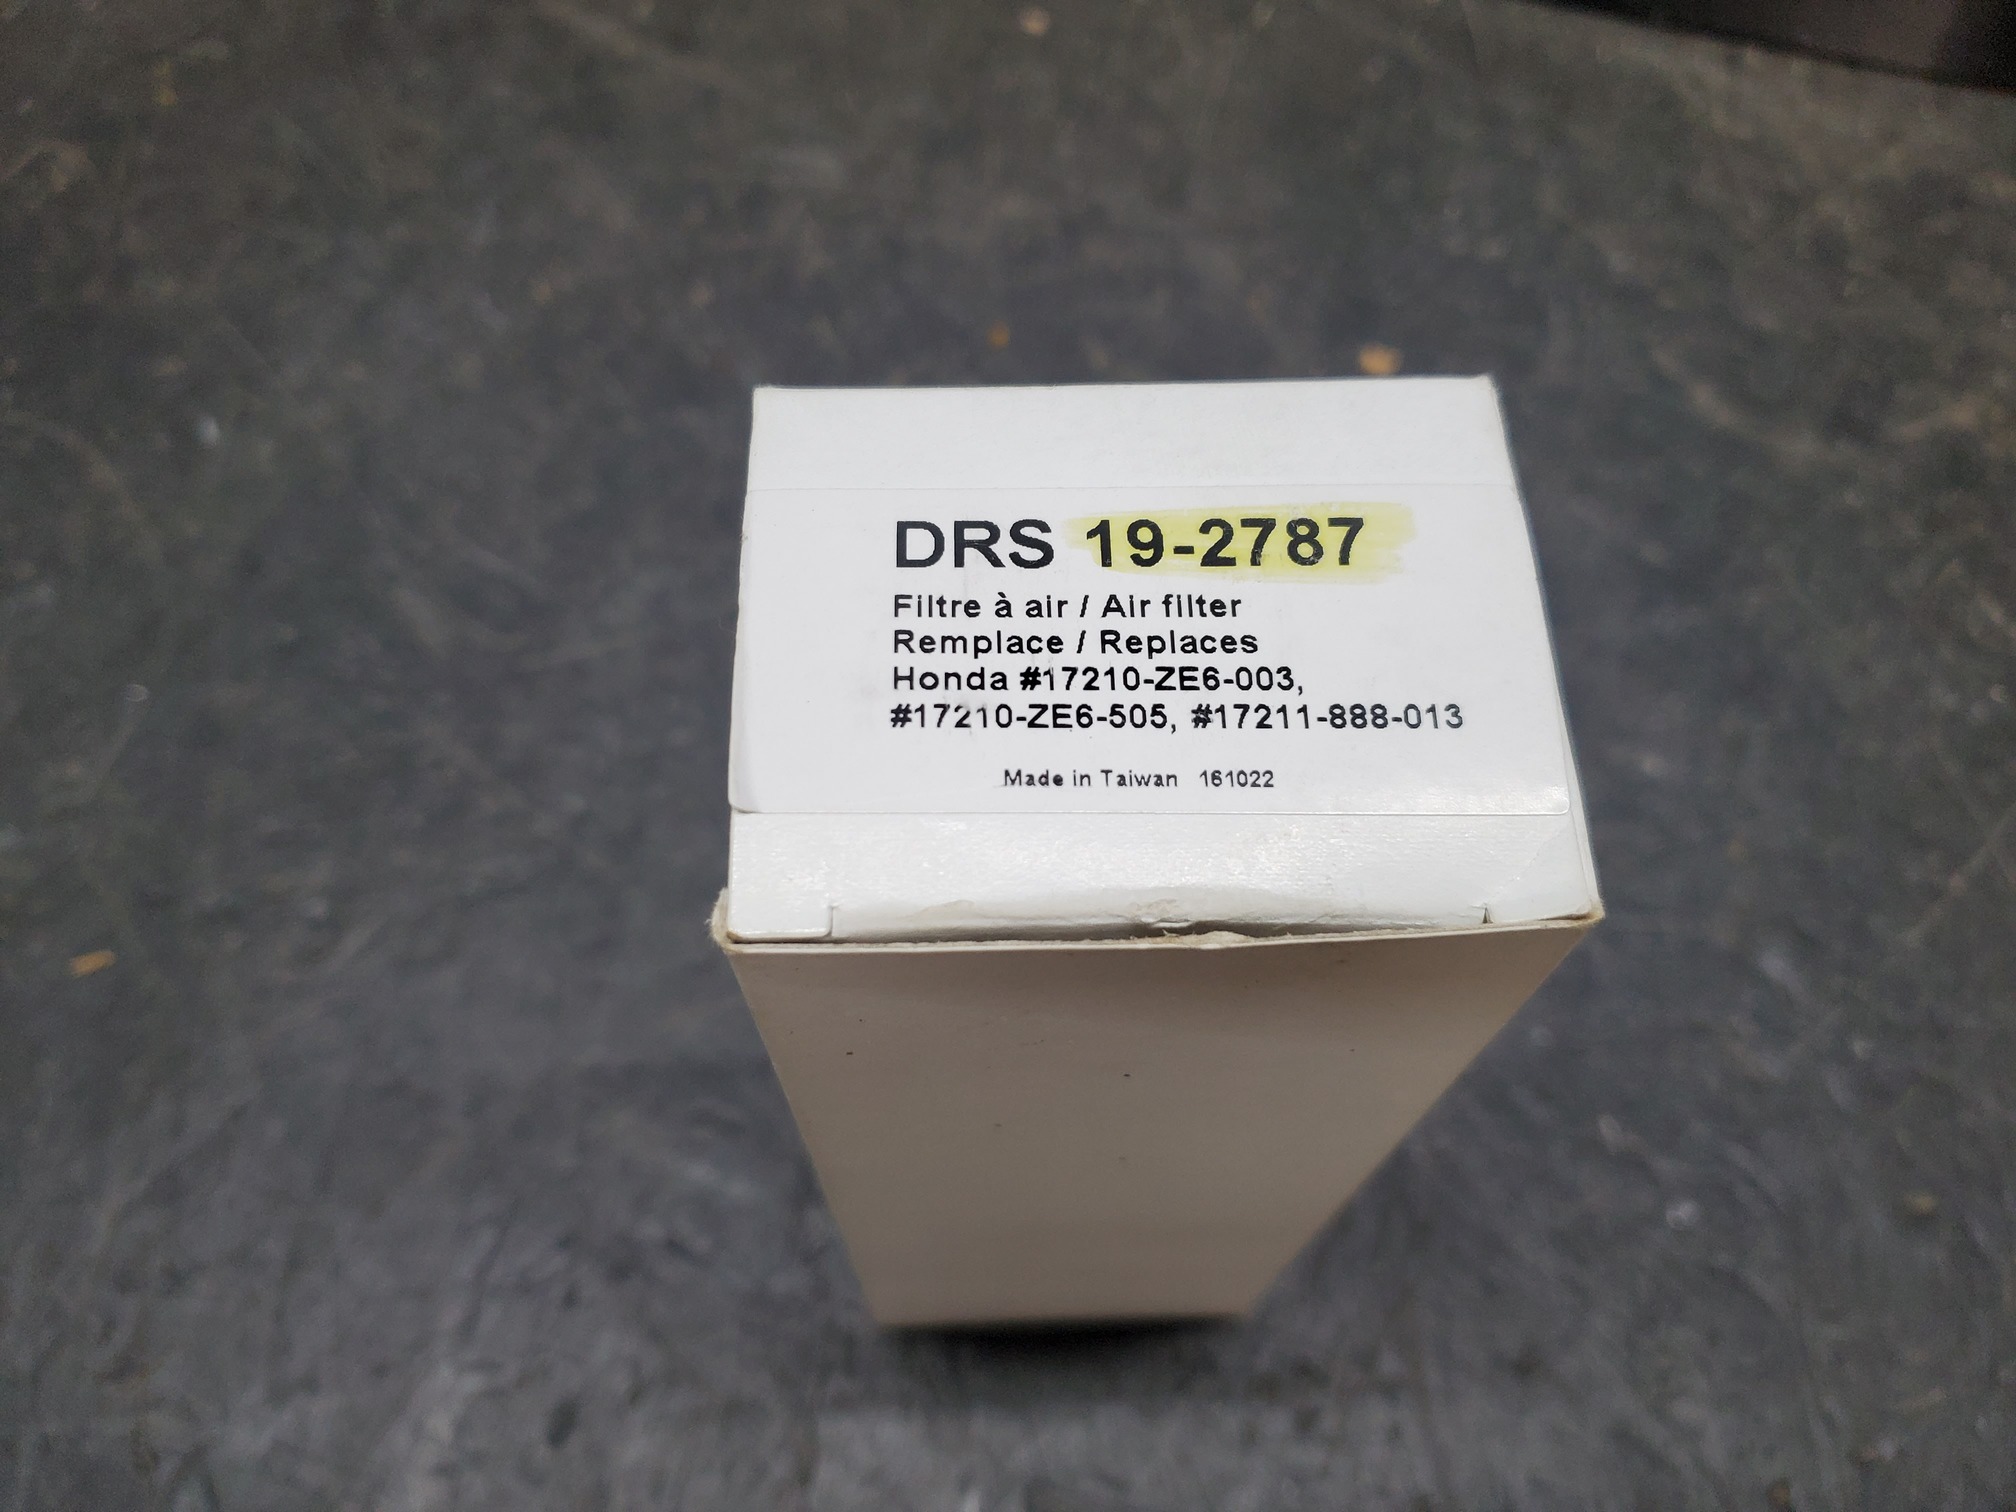 DRS 19-2787
Filtre à air / Air filter
Remplace / Replaces
Honda #17210-ZE6-003,
#17210-ZE6-505, #17211-888-013
Made in Taiwan 161022